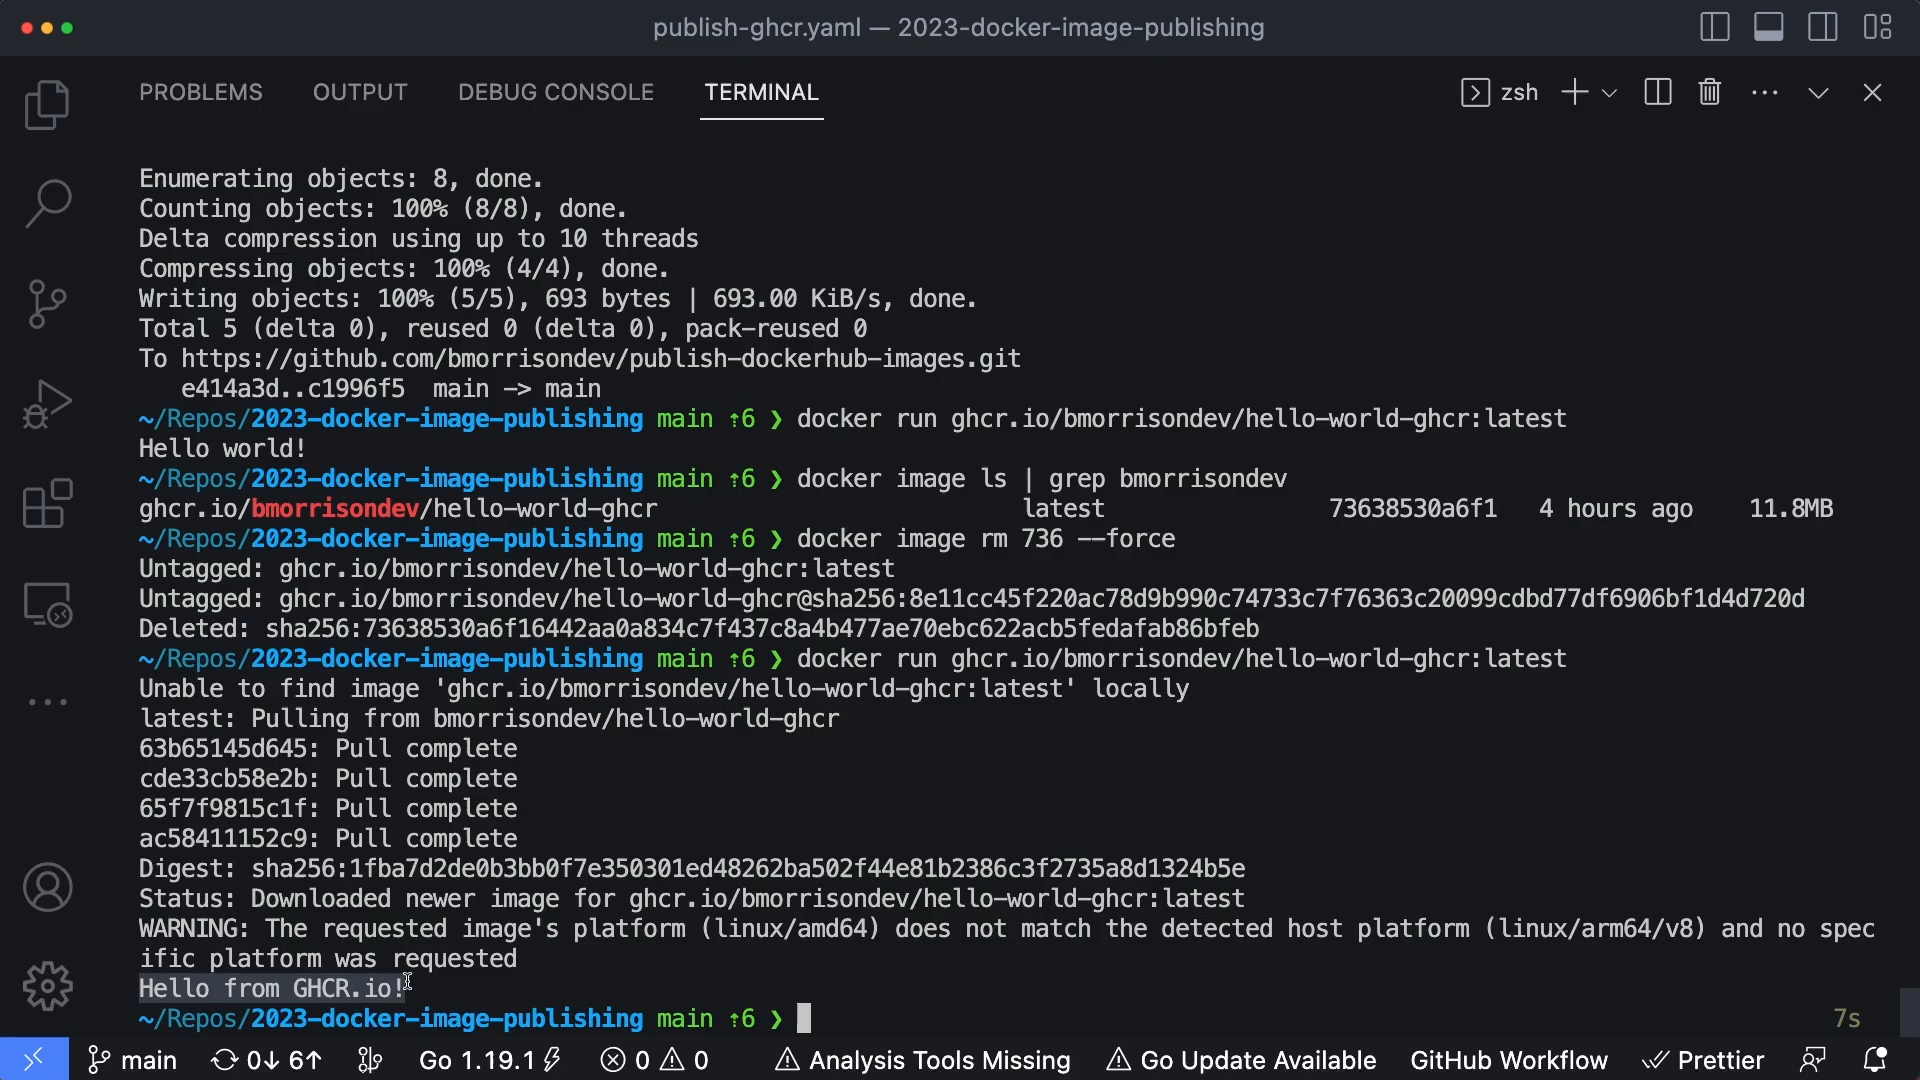 publish-ghcr.yaml — 2023-docker-image-publishing
PROBLEMS OUTPUT DEBUG CONSOLE TERMINAL zsh
Enumerating objects: 8, done.
Counting objects: 100% (8/8), done.
Delta compression using up to 10 threads
Compressing objects: 100% (4/4), done.
Writing objects: 100% (5/5), 693 bytes | 693.00 KiB/s, done.
Total 5 (delta 0), reused 0 (delta 0), pack-reused 0
To https://github.com/bmorrisondev/publish-dockerhub-images.git
e414a3d..c1996f5 main -> main
~/Repos/2023-docker-image-publishing main ⇡6 ❯ docker run ghcr.io/bmorrisondev/hello-world-ghcr:latest
Hello world!
~/Repos/2023-docker-image-publishing main ⇡6 ❯ docker image ls | grep bmorrisondev
ghcr.io/bmorrisondev/hello-world-ghcr latest 73638530a6f1 4 hours ago 11.8MB
~/Repos/2023-docker-image-publishing main ⇡6 ❯ docker image rm 736 --force
Untagged: ghcr.io/bmorrisondev/hello-world-ghcr:latest
Untagged: ghcr.io/bmorrisondev/hello-world-ghcr@sha256:8e11cc45f220ac78d9b990c74733c7f76363c20099cdbd77df6906bf1d4d720d
Deleted: sha256:73638530a6f16442aa0a834c7f437c8a4b477ae70ebc622acb5fedafab86bfeb
~/Repos/2023-docker-image-publishing main ⇡6 ❯ docker run ghcr.io/bmorrisondev/hello-world-ghcr:latest
Unable to find image 'ghcr.io/bmorrisondev/hello-world-ghcr:latest' locally
latest: Pulling from bmorrisondev/hello-world-ghcr
63b65145d645: Pull complete
cde33cb58e2b: Pull complete
65f7f9815c1f: Pull complete
ac58411152c9: Pull complete
Digest: sha256:1fba7d2de0b3bb0f7e350301ed48262ba502f44e81b2386c3f2735a8d1324b5e
Status: Downloaded newer image for ghcr.io/bmorrisondev/hello-world-ghcr:latest
WARNING: The requested image's platform (linux/amd64) does not match the detected host platform (linux/arm64/v8) and no spec
ific platform was requested
Hello from GHCR.io!
~/Repos/2023-docker-image-publishing main ⇡6 ❯ 7s
main 0↓ 6↑ Go 1.19.1 0 0 Analysis Tools Missing Go Update Available GitHub Workflow Prettier